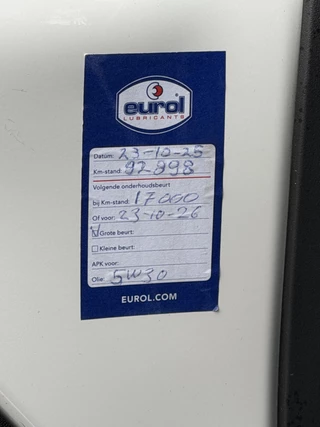 eurol
LUBRICANTS
Datum: 23-10-25
Km-stand: 92898
Volgende onderhoudsbeurt
bij Km-stand: 17000
Of voor: 23-10-26
Grote beurt:
Kleine beurt:
APK voor:
Olie: 5W30
EUROL.COM